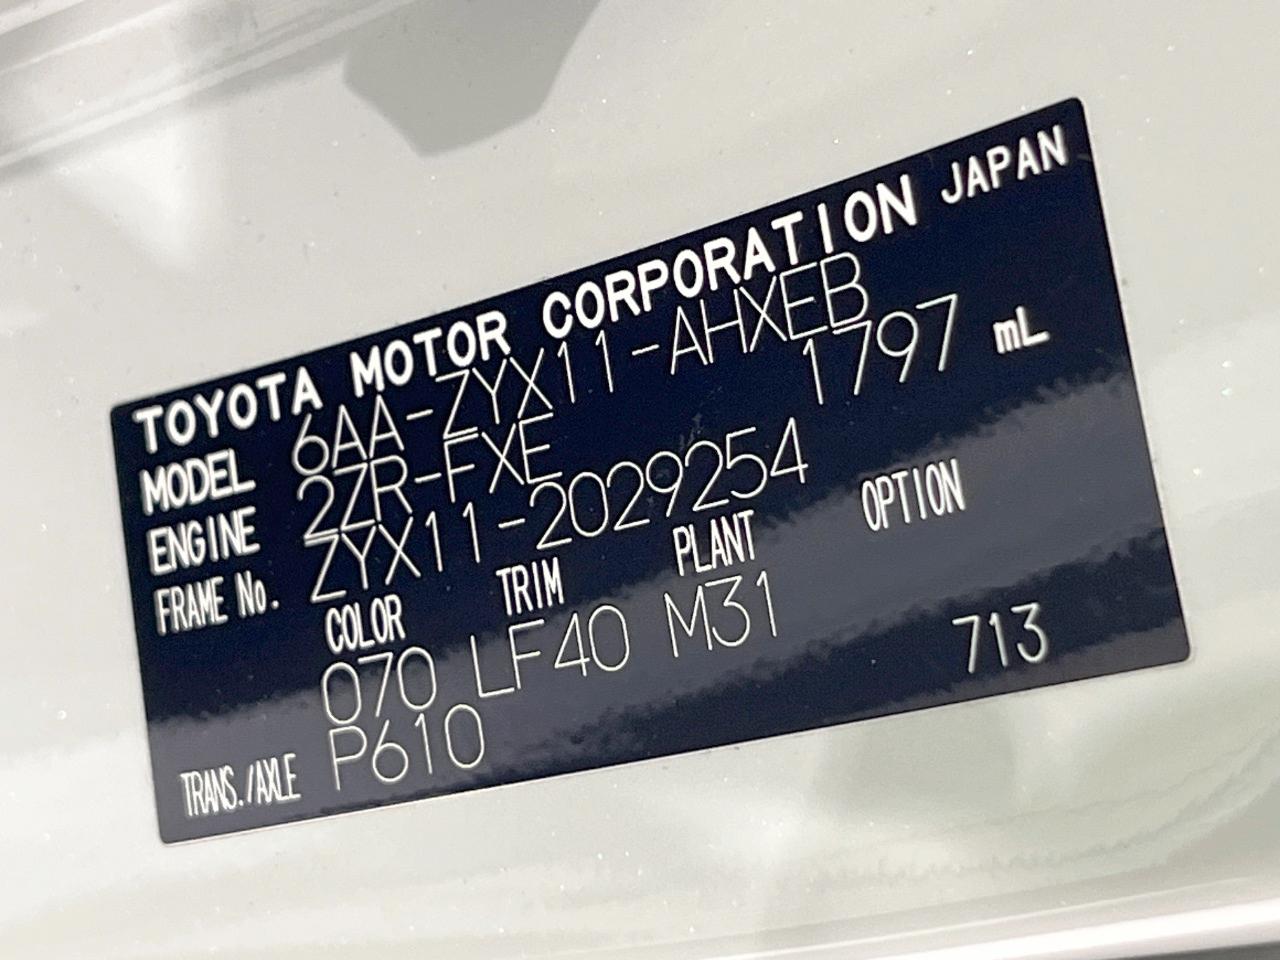 TOYOTA MOTOR CORPORATION JAPAN
MODEL 6AA-ZYX11-AHXEB
ENGINE 2ZR-FXE 1797 mL
FRAME No. ZYX11-2029254
COLOR TRIM PLANT OPTION
070 LF40 M31
TRANS./AXLE P610 713